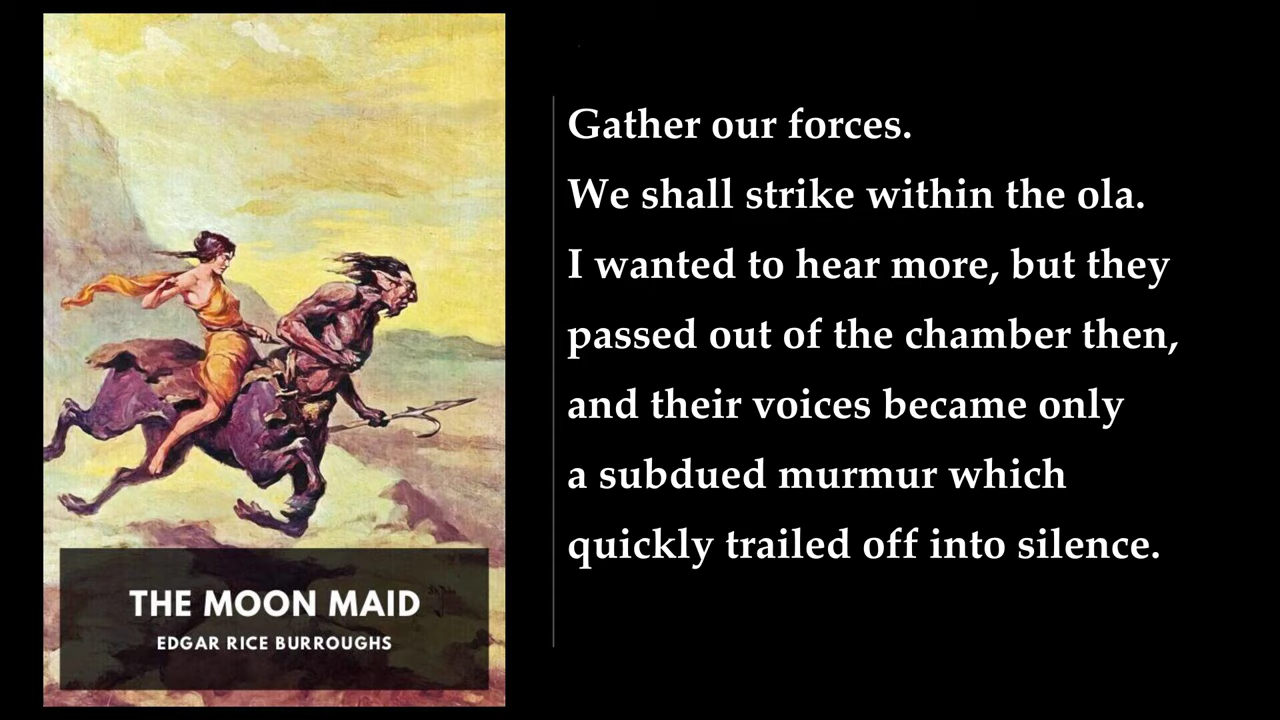 THE MOON MAID
EDGAR RICE BURROUGHS
Gather our forces.
We shall strike within the ola.
I wanted to hear more, but they
passed out of the chamber then,
and their voices became only
a subdued murmur which
quickly trailed off into silence.